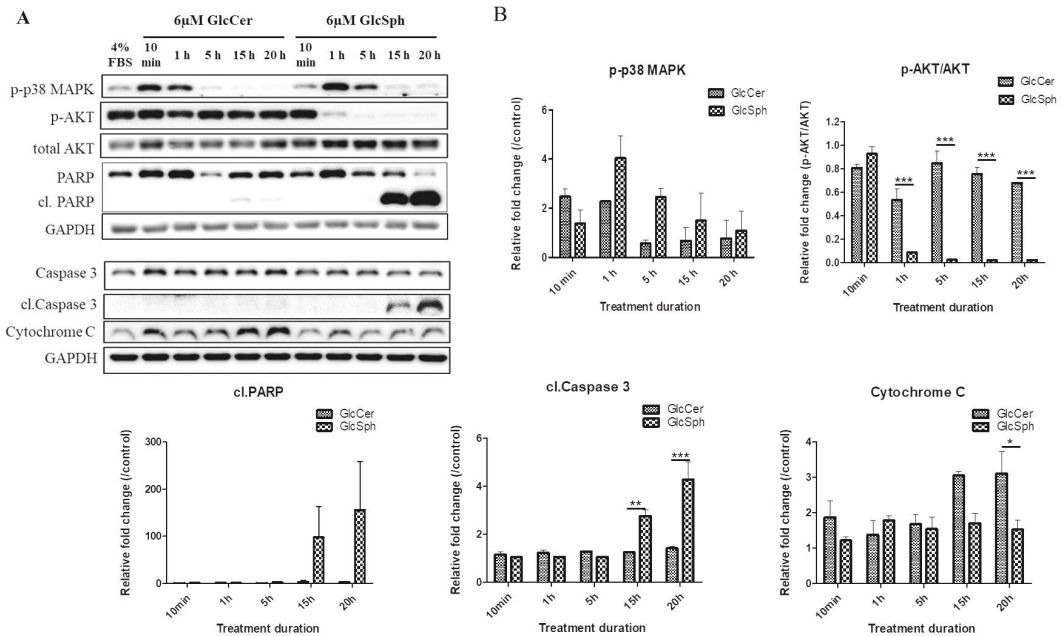 A
6µM GlcCer
6µM GlcSph
4% FBS
10 min
1 h
5 h
15 h
20 h
10 min
1 h
5 h
15 h
20 h
p-p38 MAPK
p-AKT
total AKT
PARP
cl. PARP
GAPDH
Caspase 3
cl.Caspase 3
Cytochrome C
GAPDH
B
p-p38 MAPK
GlcCer
GlcSph
Relative fold change (/control)
6
4
2
0
10 min
1 h
5 h
15 h
20h
Treatment duration
p-AKT/AKT
GlcCer
GlcSph
Relative fold change (p-AKT/AKT)
1.2
1.0
0.8
0.6
0.4
0.2
0.0
***
***
***
***
10min
1h
5h
15h
20h
Treatment duration
cl.PARP
GlcCer
GlcSph
Relative fold change (/control)
300
200
100
0
10min
1h
5h
15h
20h
Treatment duration
cl.Caspase 3
GlcCer
GlcSph
Relative fold change (/control)
6
4
2
0
**
***
10min
1h
5h
15h
20h
Treatment duration
Cytochrome C
GlcCer
GlcSph
Relative fold change (/control)
4
3
2
1
0
*
10min
1h
5h
15h
20h
Treatment duration